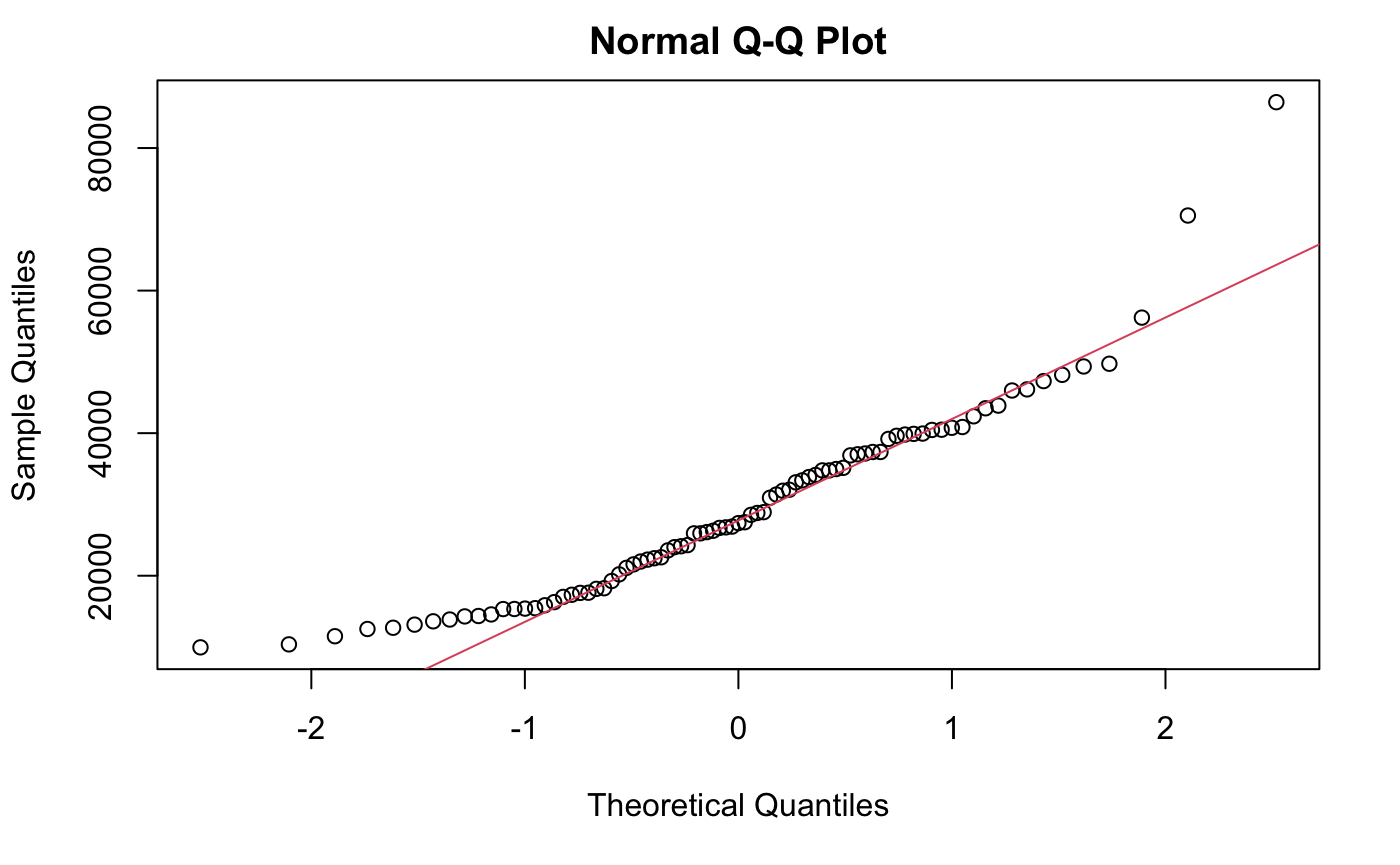 Normal Q-Q Plot
80000
60000
40000
20000
Sample Quantiles
-2 -1 0 1 2
Theoretical Quantiles